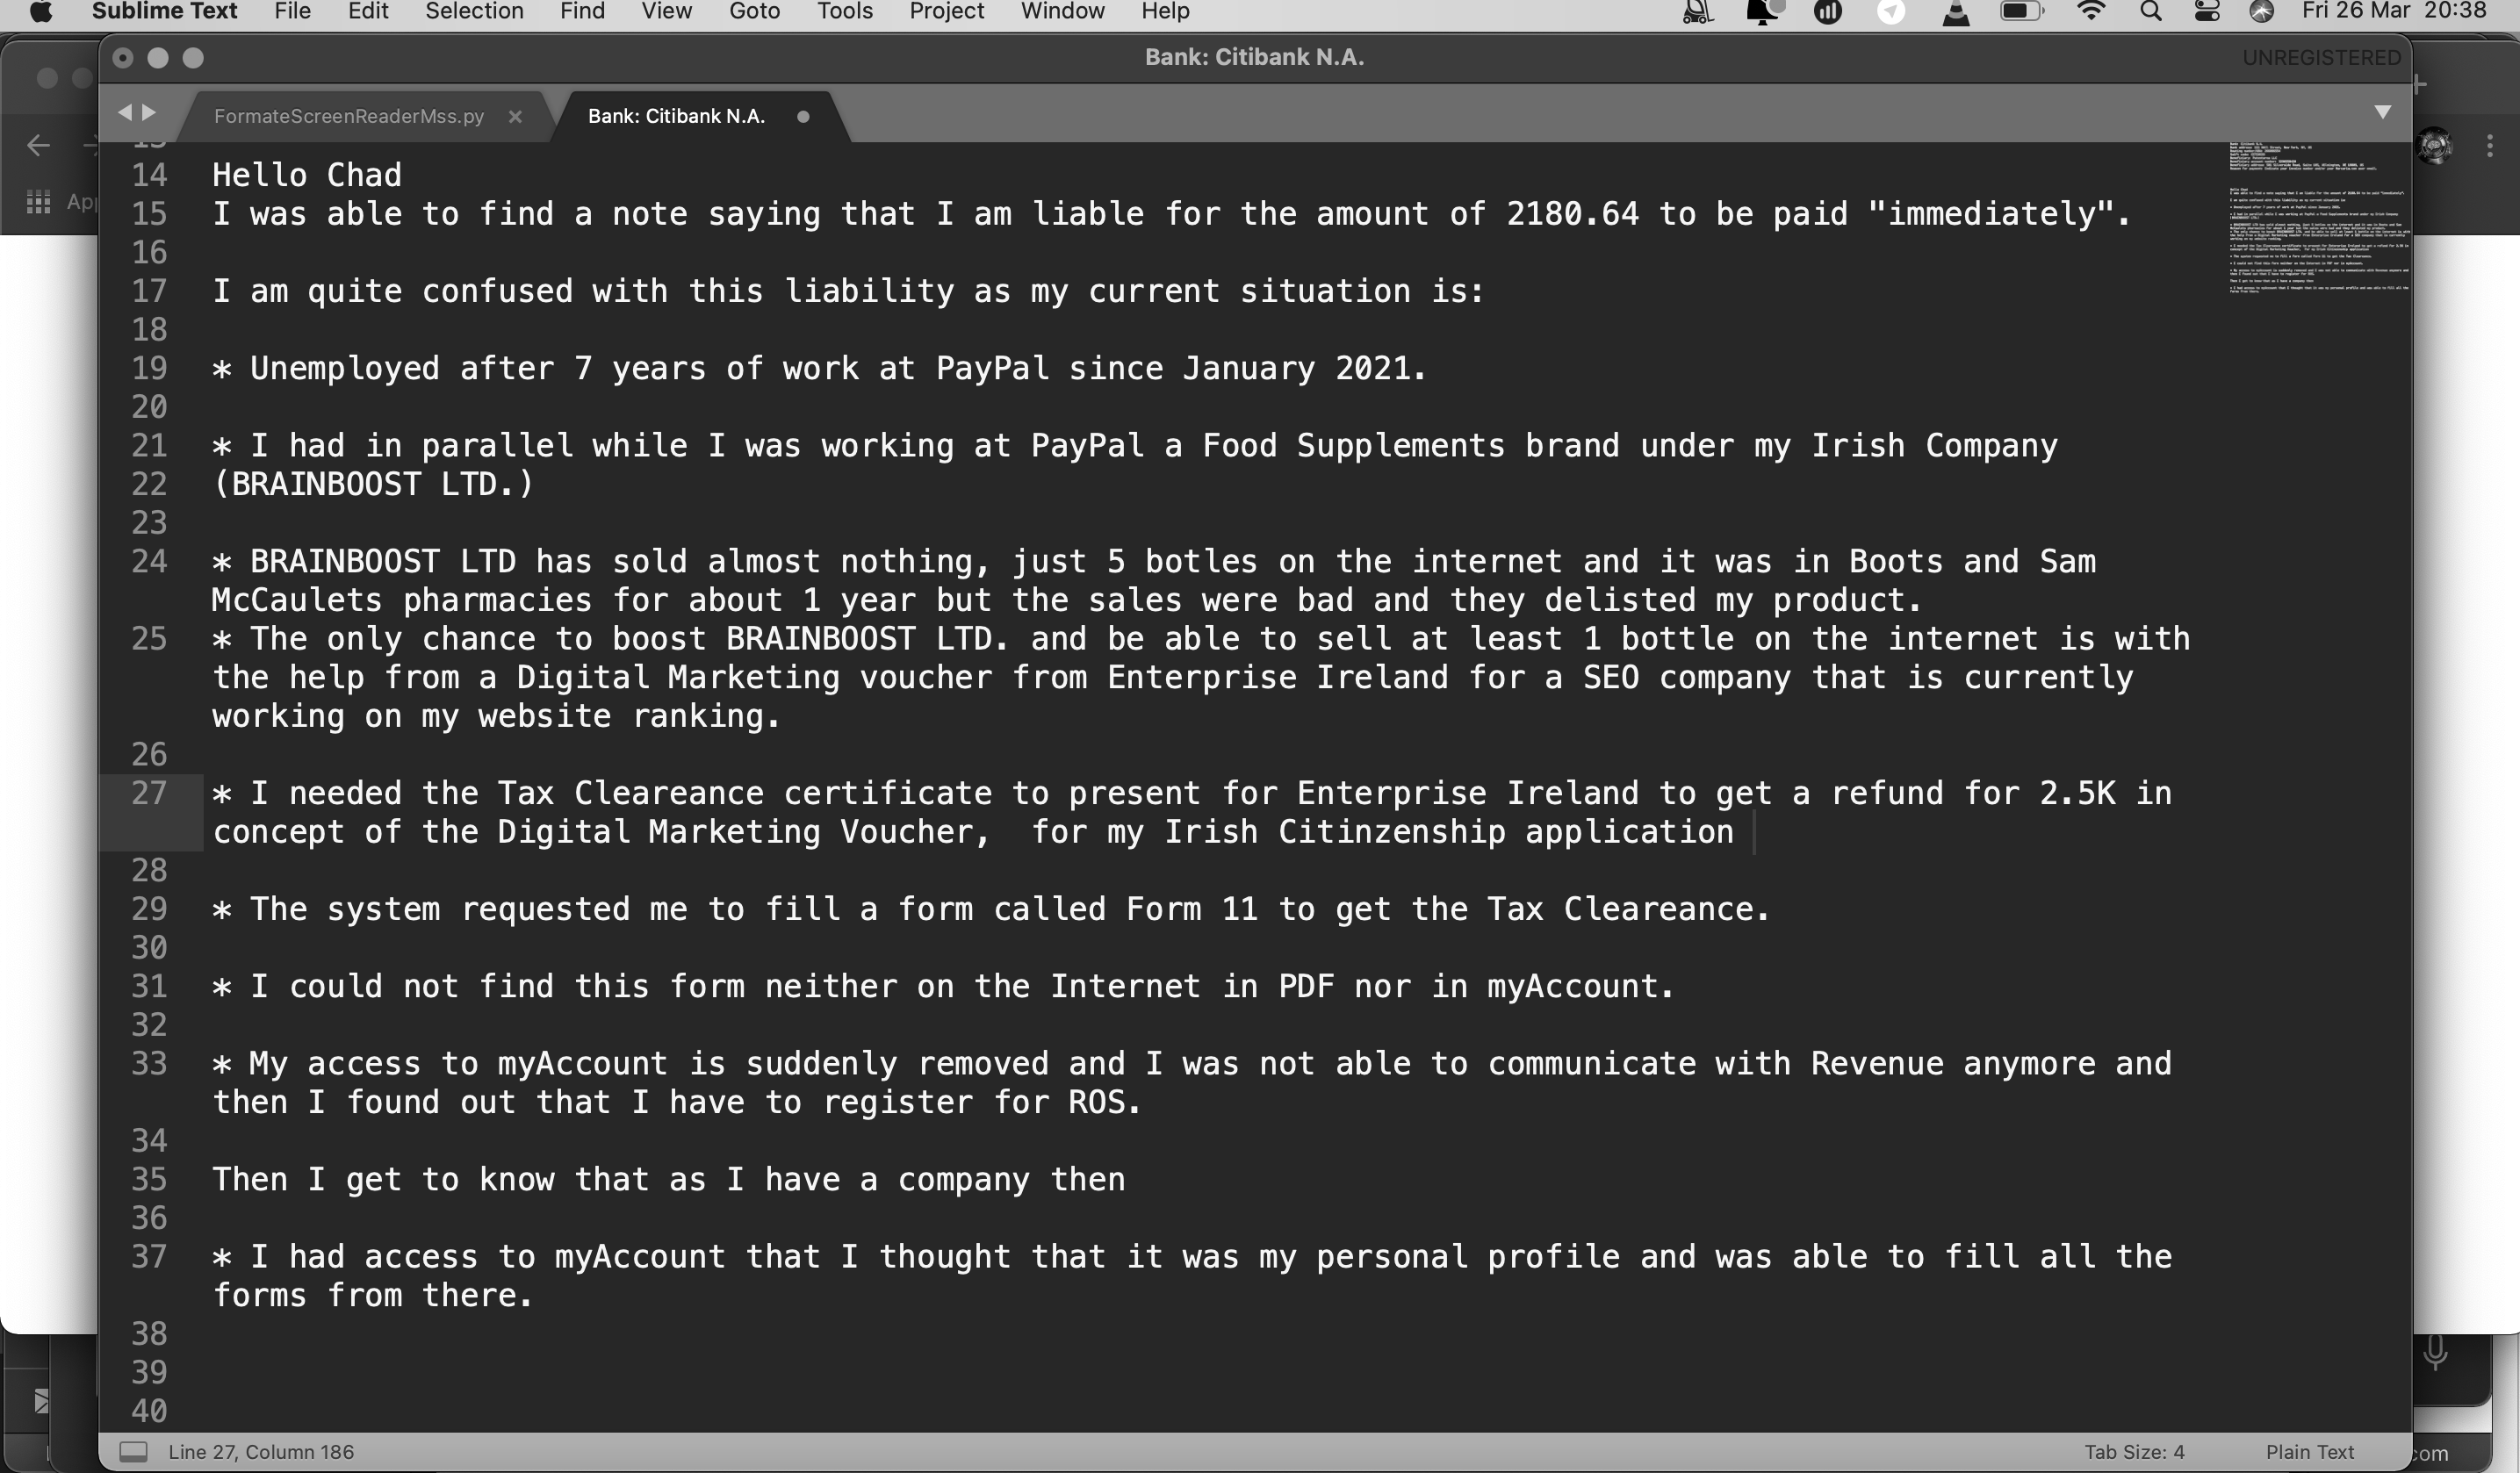 Sublime Text File Edit Selection Find View Goto Tools Project Window Help Fri 26 Mar 20:38
Bank: Citibank N.A. UNREGISTERED
FormateScreenReaderMss.py Bank: Citibank N.A.
14 Hello Chad
15 I was able to find a note saying that I am liable for the amount of 2180.64 to be paid "immediately".
16
17 I am quite confused with this liability as my current situation is:
18
19 * Unemployed after 7 years of work at PayPal since January 2021.
20
21 * I had in parallel while I was working at PayPal a Food Supplements brand under my Irish Company
22 (BRAINBOOST LTD.)
23
24 * BRAINBOOST LTD has sold almost nothing, just 5 botles on the internet and it was in Boots and Sam
McCaulets pharmacies for about 1 year but the sales were bad and they delisted my product.
25 * The only chance to boost BRAINBOOST LTD. and be able to sell at least 1 bottle on the internet is with
the help from a Digital Marketing voucher from Enterprise Ireland for a SEO company that is currently
working on my website ranking.
26
27 * I needed the Tax Cleareance certificate to present for Enterprise Ireland to get a refund for 2.5K in
concept of the Digital Marketing Voucher,  for my Irish Citinzenship application
28
29 * The system requested me to fill a form called Form 11 to get the Tax Cleareance.
30
31 * I could not find this form neither on the Internet in PDF nor in myAccount.
32
33 * My access to myAccount is suddenly removed and I was not able to communicate with Revenue anymore and
then I found out that I have to register for ROS.
34
35 Then I get to know that as I have a company then
36
37 * I had access to myAccount that I thought that it was my personal profile and was able to fill all the
forms from there.
38
39
40
Line 27, Column 186 Tab Size: 4 Plain Text